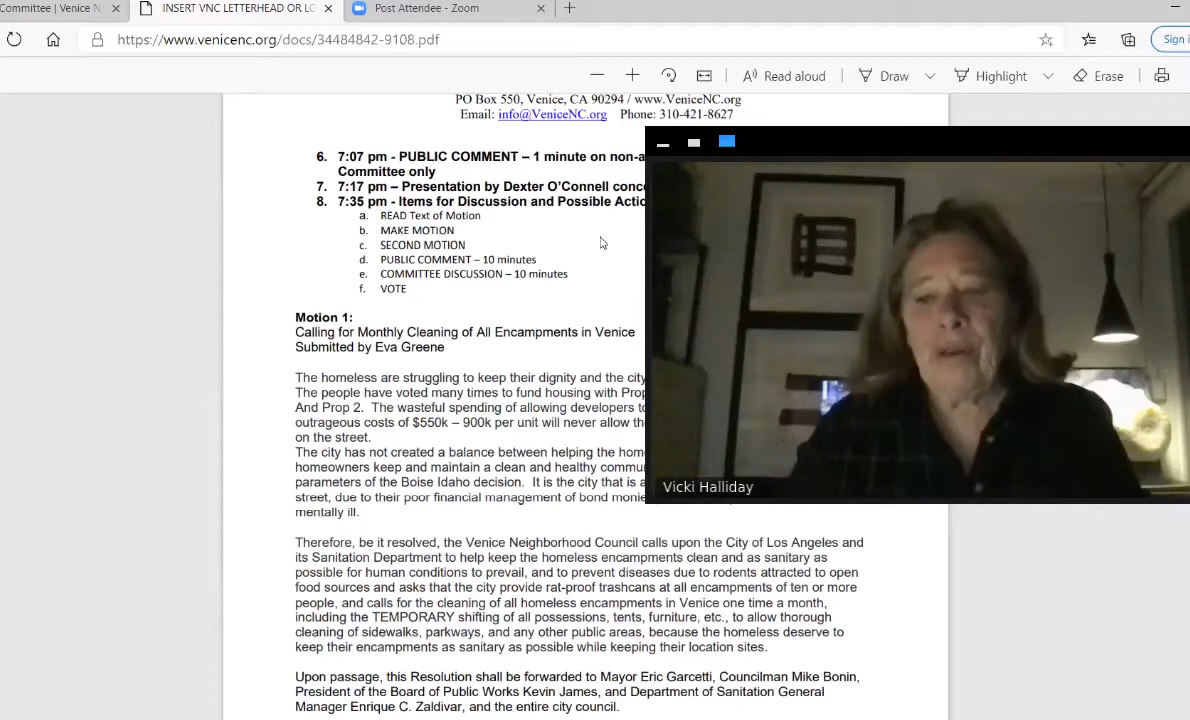 Committee | Venice N
INSERT VNC LETTERHEAD OR LO
Post Attendee - Zoom
https://www.venicenc.org/docs/34484842-9108.pdf
Sign i
Read aloud
Draw
Highlight
Erase
PO Box 550, Venice, CA 90294 / www.VeniceNC.org
Email: info@VeniceNC.org Phone: 310-421-8627
6. 7:07 pm - PUBLIC COMMENT – 1 minute on non-a
Committee only
7. 7:17 pm – Presentation by Dexter O'Connell conc
8. 7:35 pm - Items for Discussion and Possible Actio
a. READ Text of Motion
b. MAKE MOTION
c. SECOND MOTION
d. PUBLIC COMMENT – 10 minutes
e. COMMITTEE DISCUSSION – 10 minutes
f. VOTE
Motion 1:
Calling for Monthly Cleaning of All Encampments in Venice
Submitted by Eva Greene
The homeless are struggling to keep their dignity and the city
The people have voted many times to fund housing with Prop
And Prop 2. The wasteful spending of allowing developers to
outrageous costs of $550k – 900k per unit will never allow th
on the street.
The city has not created a balance between helping the hom
homeowners keep and maintain a clean and healthy commu
parameters of the Boise Idaho decision. It is the city that is a
street, due to their poor financial management of bond monie
mentally ill.
Therefore, be it resolved, the Venice Neighborhood Council calls upon the City of Los Angeles and
its Sanitation Department to help keep the homeless encampments clean and as sanitary as
possible for human conditions to prevail, and to prevent diseases due to rodents attracted to open
food sources and asks that the city provide rat-proof trashcans at all encampments of ten or more
people, and calls for the cleaning of all homeless encampments in Venice one time a month,
including the TEMPORARY shifting of all possessions, tents, furniture, etc., to allow thorough
cleaning of sidewalks, parkways, and any other public areas, because the homeless deserve to
keep their encampments as sanitary as possible while keeping their location sites.
Upon passage, this Resolution shall be forwarded to Mayor Eric Garcetti, Councilman Mike Bonin,
President of the Board of Public Works Kevin James, and Department of Sanitation General
Manager Enrique C. Zaldivar, and the entire city council.
Vicki Halliday